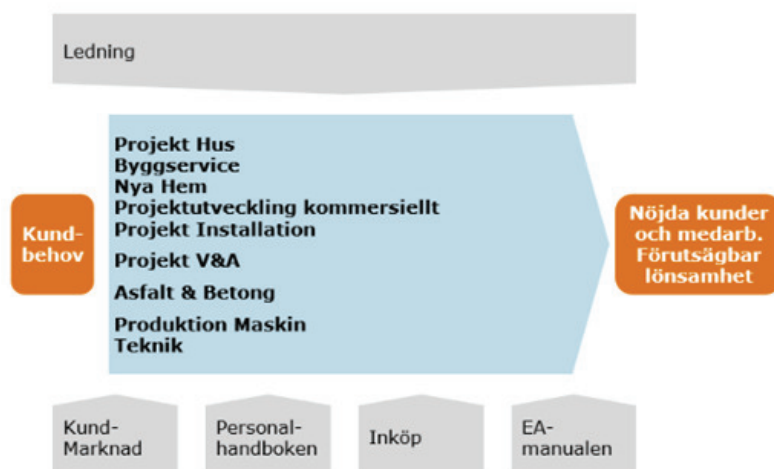 Ledning
Projekt Hus
Byggservice
Nya Hem
Projektutveckling kommersiellt
Projekt Installation
Projekt V&A
Asfalt & Betong
Produktion Maskin
Teknik
Kund-
behov
Nöjda kunder
och medarb.
Förutsägbar
lönsamhet
Kund-
Marknad
Personal-
handboken
Inköp
EA-
manualen